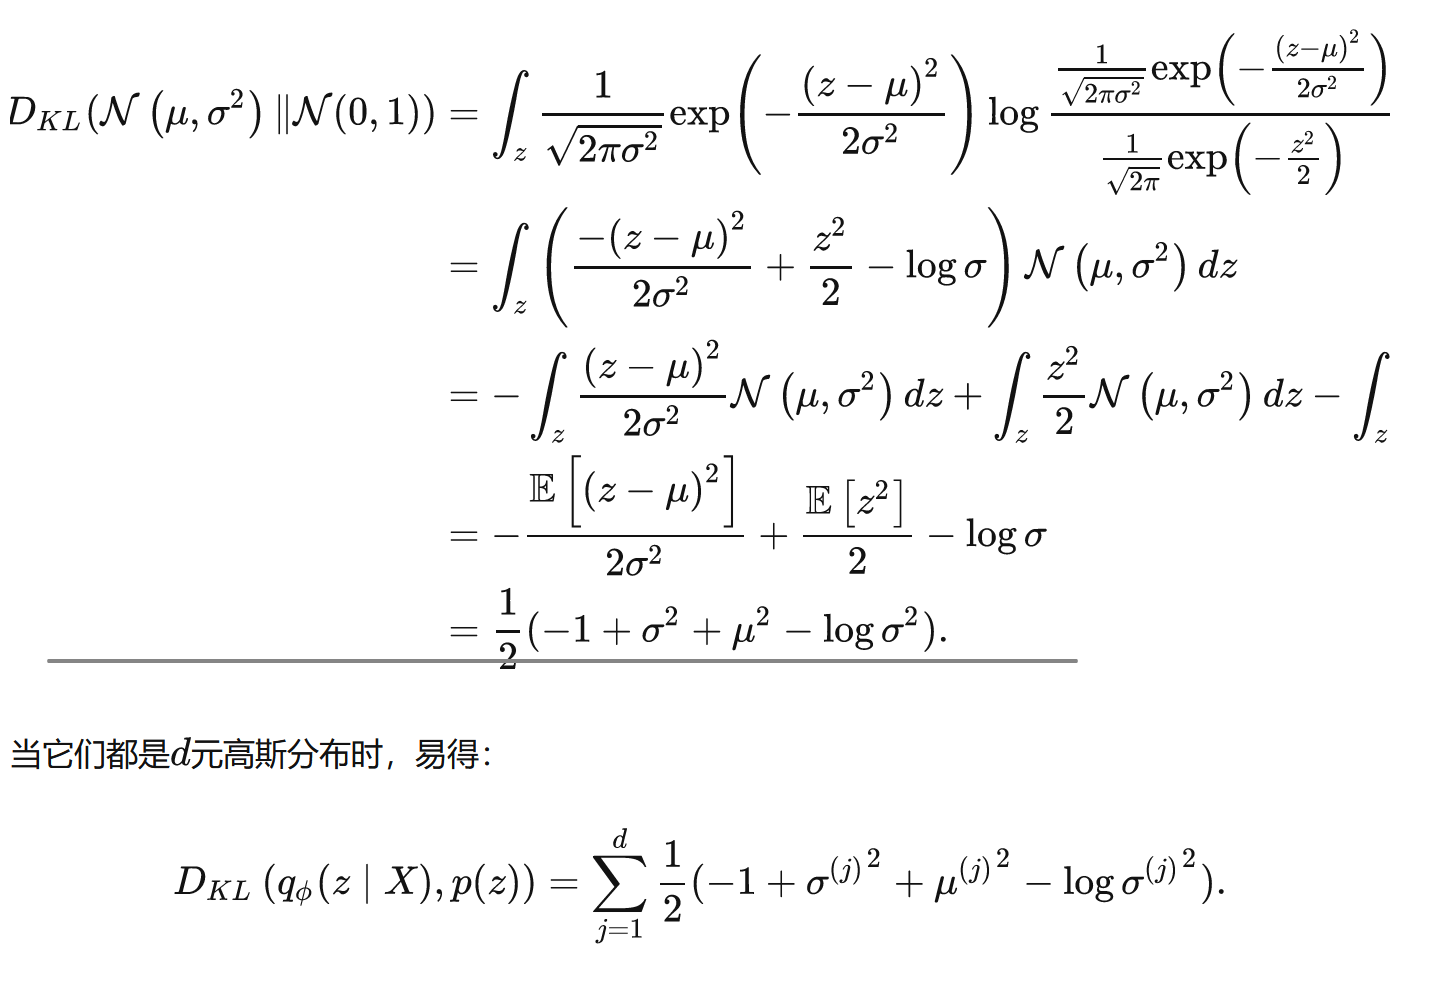 $D_{KL}(\mathcal{N}(\mu, \sigma^2) \| \mathcal{N}(0, 1)) = \int_z \frac{1}{\sqrt{2\pi\sigma^2}} \exp\left(-\frac{(z-\mu)^2}{2\sigma^2}\right) \log \frac{\frac{1}{\sqrt{2\pi\sigma^2}} \exp\left(-\frac{(z-\mu)^2}{2\sigma^2}\right)}{\frac{1}{\sqrt{2\pi}} \exp\left(-\frac{z^2}{2}\right)}$
$= \int_z \left(\frac{-(z-\mu)^2}{2\sigma^2} + \frac{z^2}{2} - \log \sigma\right) \mathcal{N}(\mu, \sigma^2) \, dz$
$= -\int_z \frac{(z-\mu)^2}{2\sigma^2} \mathcal{N}(\mu, \sigma^2) \, dz + \int_z \frac{z^2}{2} \mathcal{N}(\mu, \sigma^2) \, dz - \int_z$
$= -\frac{\mathbb{E}\left[(z-\mu)^2\right]}{2\sigma^2} + \frac{\mathbb{E}\left[z^2\right]}{2} - \log \sigma$
$= \frac{1}{2}(-1 + \sigma^2 + \mu^2 - \log \sigma^2).$
当它们都是$d$元高斯分布时，易得：
$D_{KL}(q_\phi(z \mid X), p(z)) = \sum_{j=1}^{d} \frac{1}{2}(-1 + {\sigma^{(j)}}^2 + {\mu^{(j)}}^2 - \log {\sigma^{(j)}}^2).$